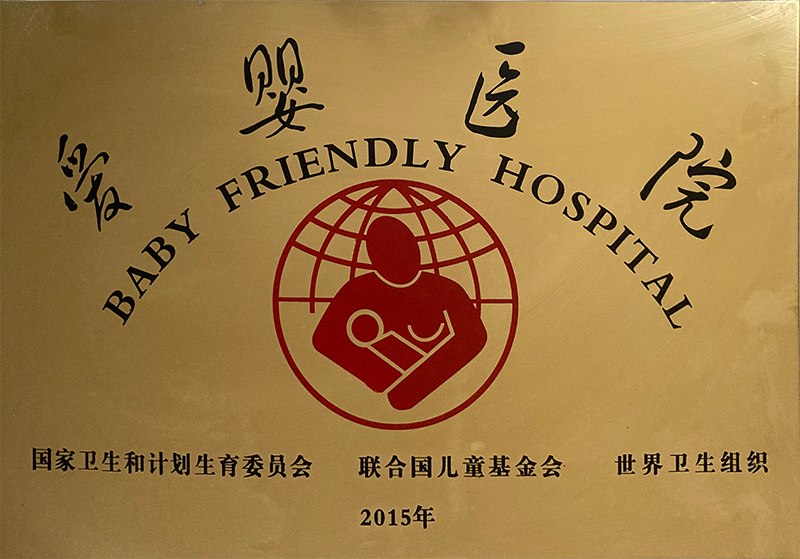 爱婴医院
BABY FRIENDLY HOSPITAL
国家卫生和计划生育委员会 联合国儿童基金会 世界卫生组织
2015年